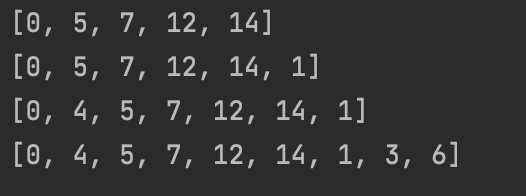 [0, 5, 7, 12, 14]
[0, 5, 7, 12, 14, 1]
[0, 4, 5, 7, 12, 14, 1]
[0, 4, 5, 7, 12, 14, 1, 3, 6]